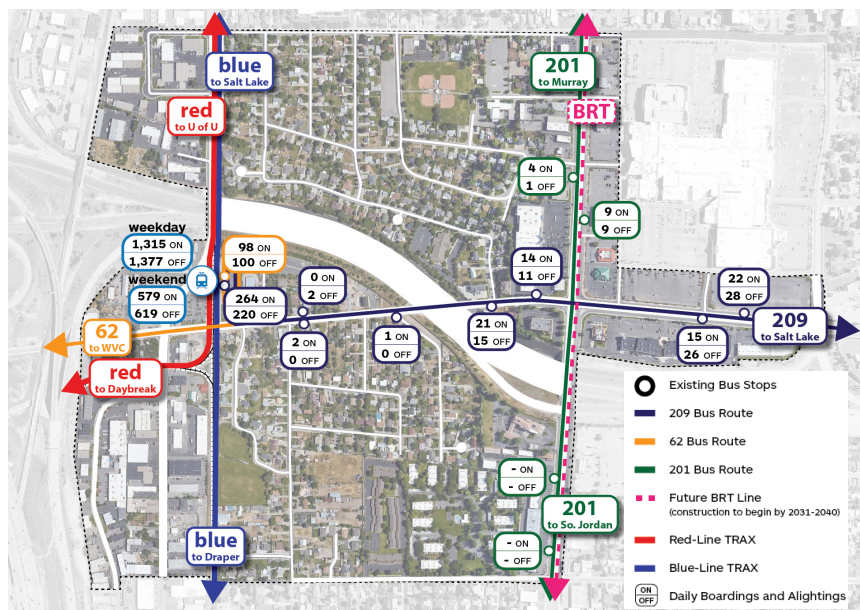 blue
to Salt Lake
201
to Murray
red
to U of U
BRT
4 ON
1 OFF
9 ON
9 OFF
weekday
1,315 ON
1,377 OFF
98 ON
100 OFF
weekend
579 ON
619 OFF
264 ON
220 OFF
0 ON
2 OFF
14 ON
11 OFF
22 ON
28 OFF
62
to WVC
2 ON
0 OFF
1 ON
0 OFF
21 ON
15 OFF
15 ON
26 OFF
209
to Salt Lake
red
to Daybreak
Existing Bus Stops
209 Bus Route
62 Bus Route
201 Bus Route
Future BRT Line
(construction to begin by 2031-2040)
Red-Line TRAX
Blue-Line TRAX
ON
OFF
Daily Boardings and Alightings
- ON
- OFF
201
to So. Jordan
- ON
- OFF
blue
to Draper